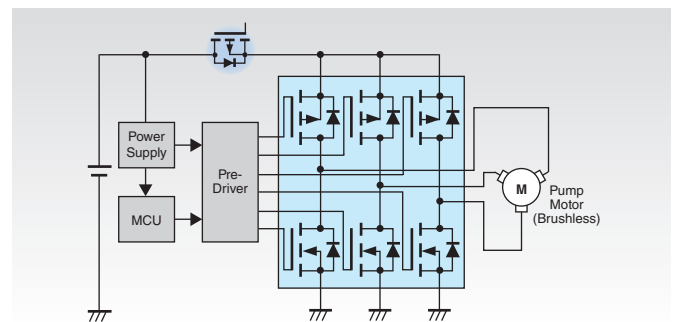 Power
Supply
MCU
Pre-
Driver
M
Pump
Motor
(Brushless)